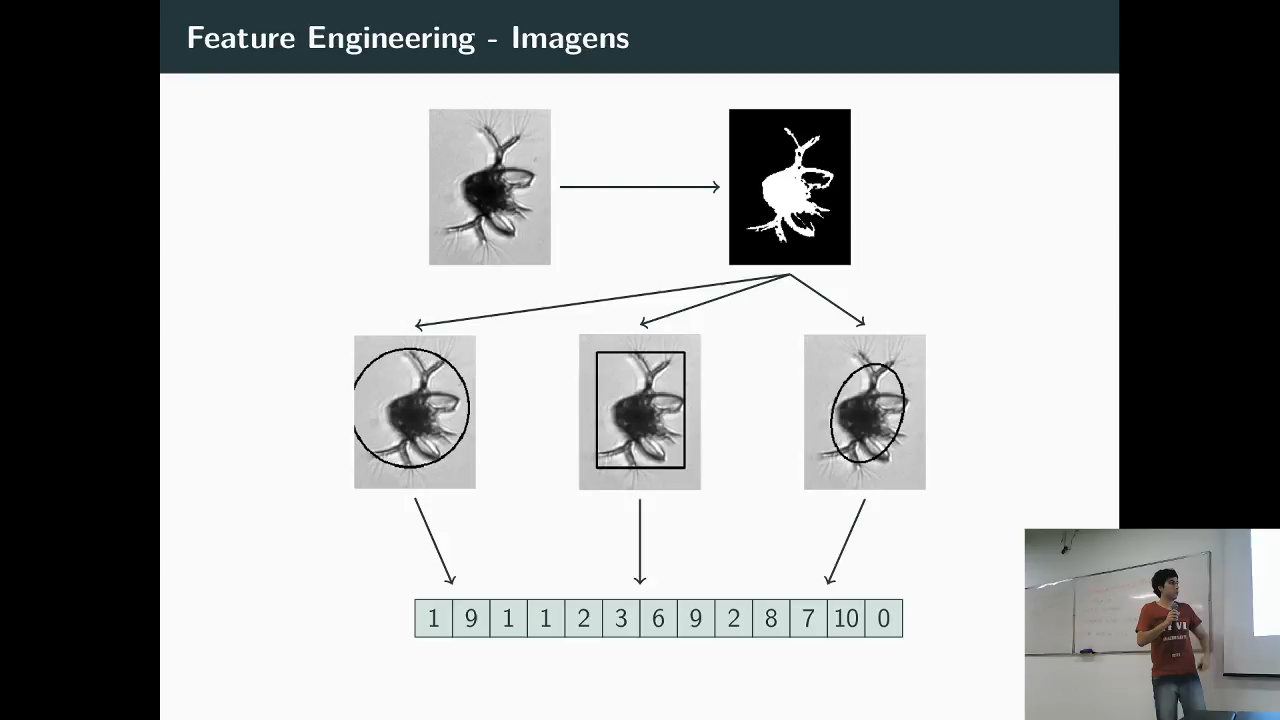 Feature Engineering - Imagens
1 9 1 1 2 3 6 9 2 8 7 10 0